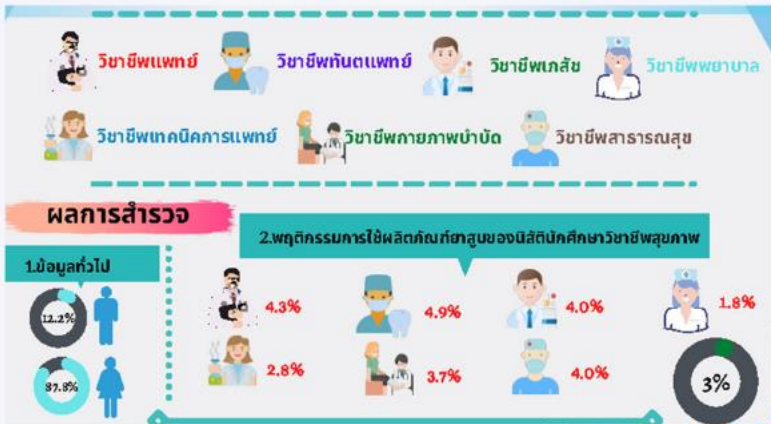 วิชาชีพแพทย์ วิชาชีพทันตแพทย์ วิชาชีพเภสัช วิชาชีพพยาบาล
วิชาชีพเทคนิคการแพทย์ วิชาชีพกายภาพบำบัด วิชาชีพสาธารณสุข
ผลการสำรวจ
2.พฤติกรรมการใช้ผลิตภัณฑ์ยาสูบของนิสิตนักศึกษาวิชาชีพสุขภาพ
1.ข้อมูลทั่วไป
12.2%
87.8%
4.3% 4.9% 4.0% 1.8%
2.8% 3.7% 4.0%
3%